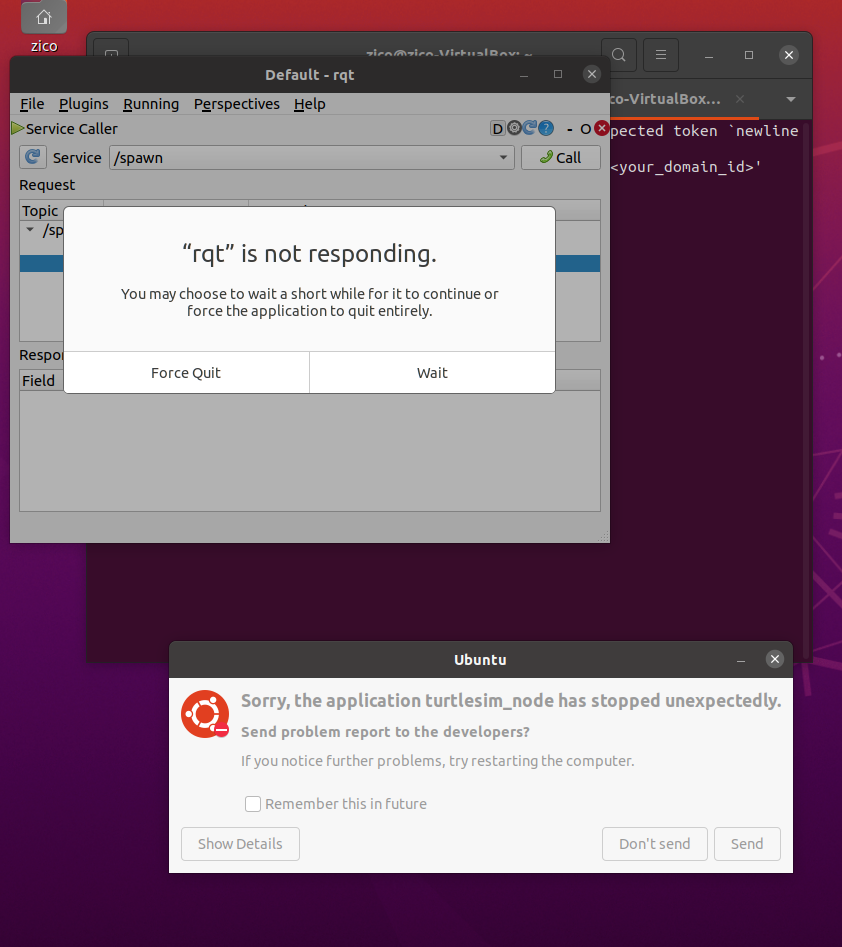 zico
zico@zico-VirtualBox: ~
Default - rqt
File Plugins Running Perspectives Help
co-VirtualBox...
Service Caller
D
?
- O
pected token `newline
Service
/spawn
Call
<your_domain_id>'
Request
Topic
/sp
“rqt” is not responding.
You may choose to wait a short while for it to continue or
force the application to quit entirely.
Respon
Force Quit
Wait
Field
Ubuntu
Sorry, the application turtlesim_node has stopped unexpectedly.
Send problem report to the developers?
If you notice further problems, try restarting the computer.
Remember this in future
Show Details
Don't send
Send